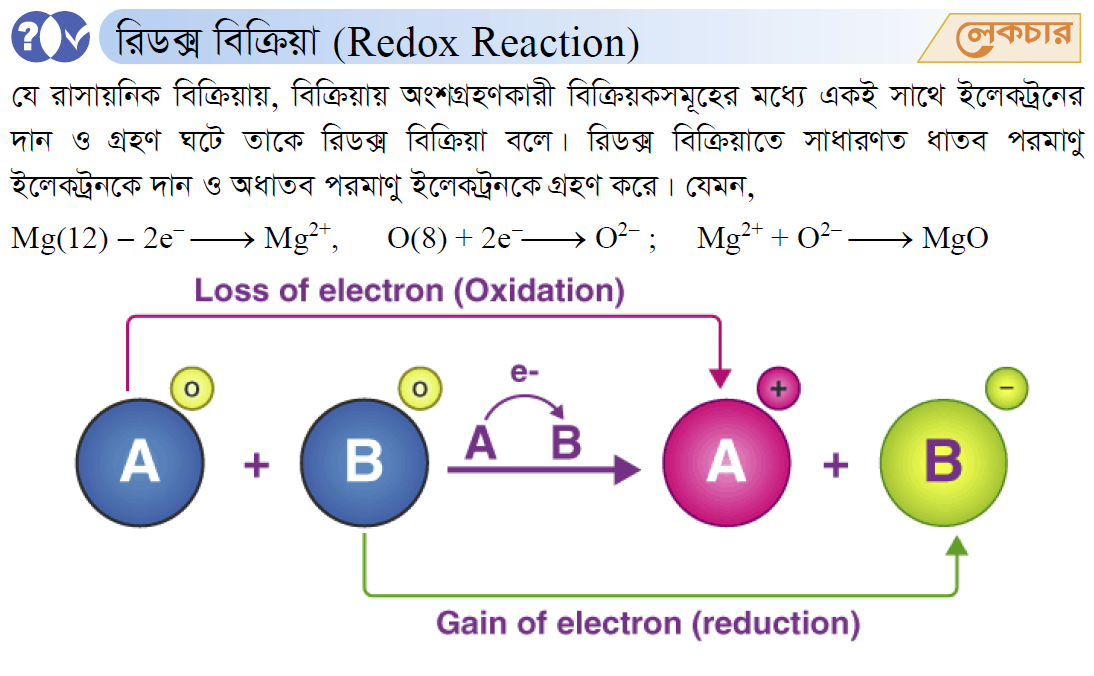 ? রিডক্স বিক্রিয়া (Redox Reaction) লেকচার
যে রাসায়নিক বিক্রিয়ায়, বিক্রিয়ায় অংশগ্রহণকারী বিক্রিয়কসমূহের মধ্যে একই সাথে ইলেকট্রনের
দান ও গ্রহণ ঘটে তাকে রিডক্স বিক্রিয়া বলে। রিডক্স বিক্রিয়াতে সাধারণত ধাতব পরমাণু
ইলেকট্রনকে দান ও অধাতব পরমাণু ইলেকট্রনকে গ্রহণ করে। যেমন,
Mg(12) – 2e⁻ ⟶ Mg²⁺, O(8) + 2e⁻ ⟶ O²⁻ ; Mg²⁺ + O²⁻ ⟶ MgO
Loss of electron (Oxidation)
e-
o o + –
A + B A B A + B
Gain of electron (reduction)